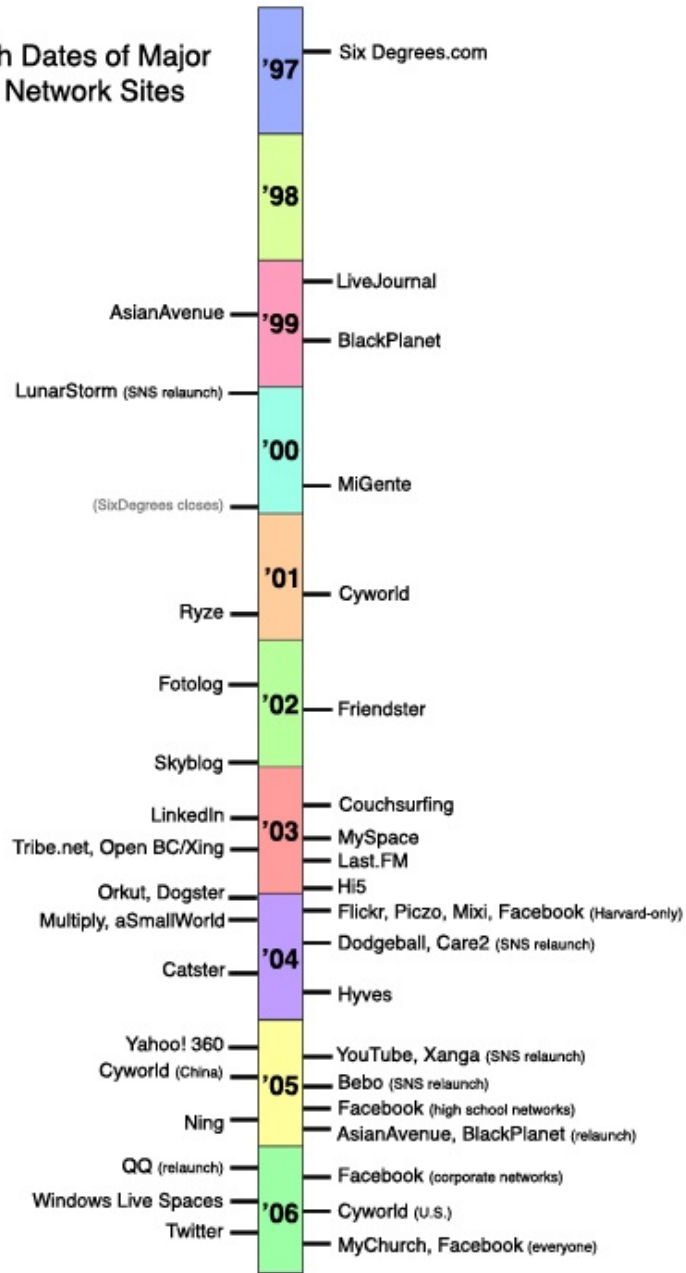 Dates of Major
Network Sites
'97
Six Degrees.com
'98
LiveJournal
AsianAvenue
'99
BlackPlanet
LunarStorm (SNS relaunch)
'00
MiGente
(SixDegrees closes)
'01
Cyworld
Ryze
Fotolog
'02
Friendster
Skyblog
Couchsurfing
LinkedIn
'03
MySpace
Tribe.net, Open BC/Xing
Last.FM
Hi5
Orkut, Dogster
Flickr, Piczo, Mixi, Facebook (Harvard-only)
Multiply, aSmallWorld
Dodgeball, Care2 (SNS relaunch)
'04
Catster
Hyves
Yahoo! 360
YouTube, Xanga (SNS relaunch)
Cyworld (China)
'05
Bebo (SNS relaunch)
Facebook (high school networks)
Ning
AsianAvenue, BlackPlanet (relaunch)
QQ (relaunch)
Facebook (corporate networks)
Windows Live Spaces
'06
Cyworld (U.S.)
Twitter
MyChurch, Facebook (everyone)